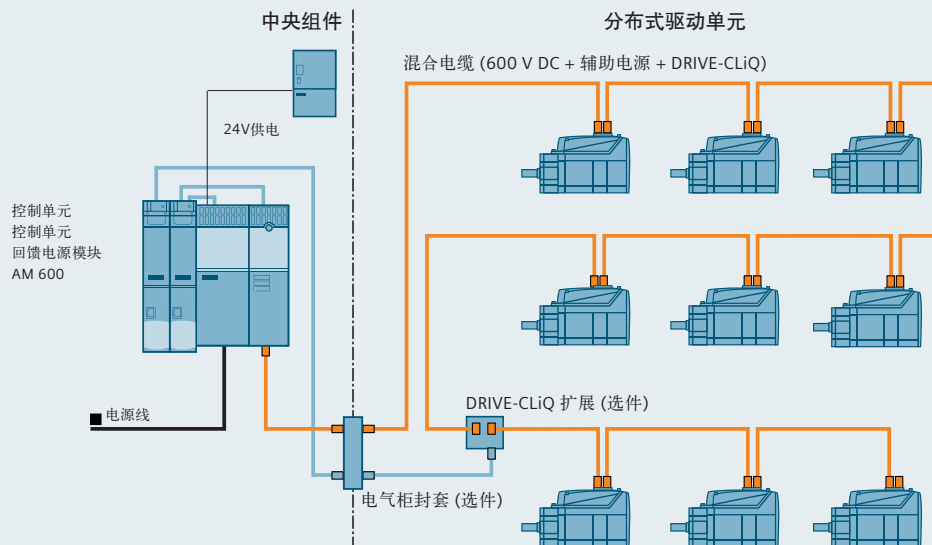 中央组件
分布式驱动单元
混合电缆 (600 V DC + 辅助电源 + DRIVE-CLiQ)
24V供电
控制单元
控制单元
回馈电源模块
AM 600
电源线
DRIVE-CLiQ 扩展 (选件)
电气柜封套 (选件)